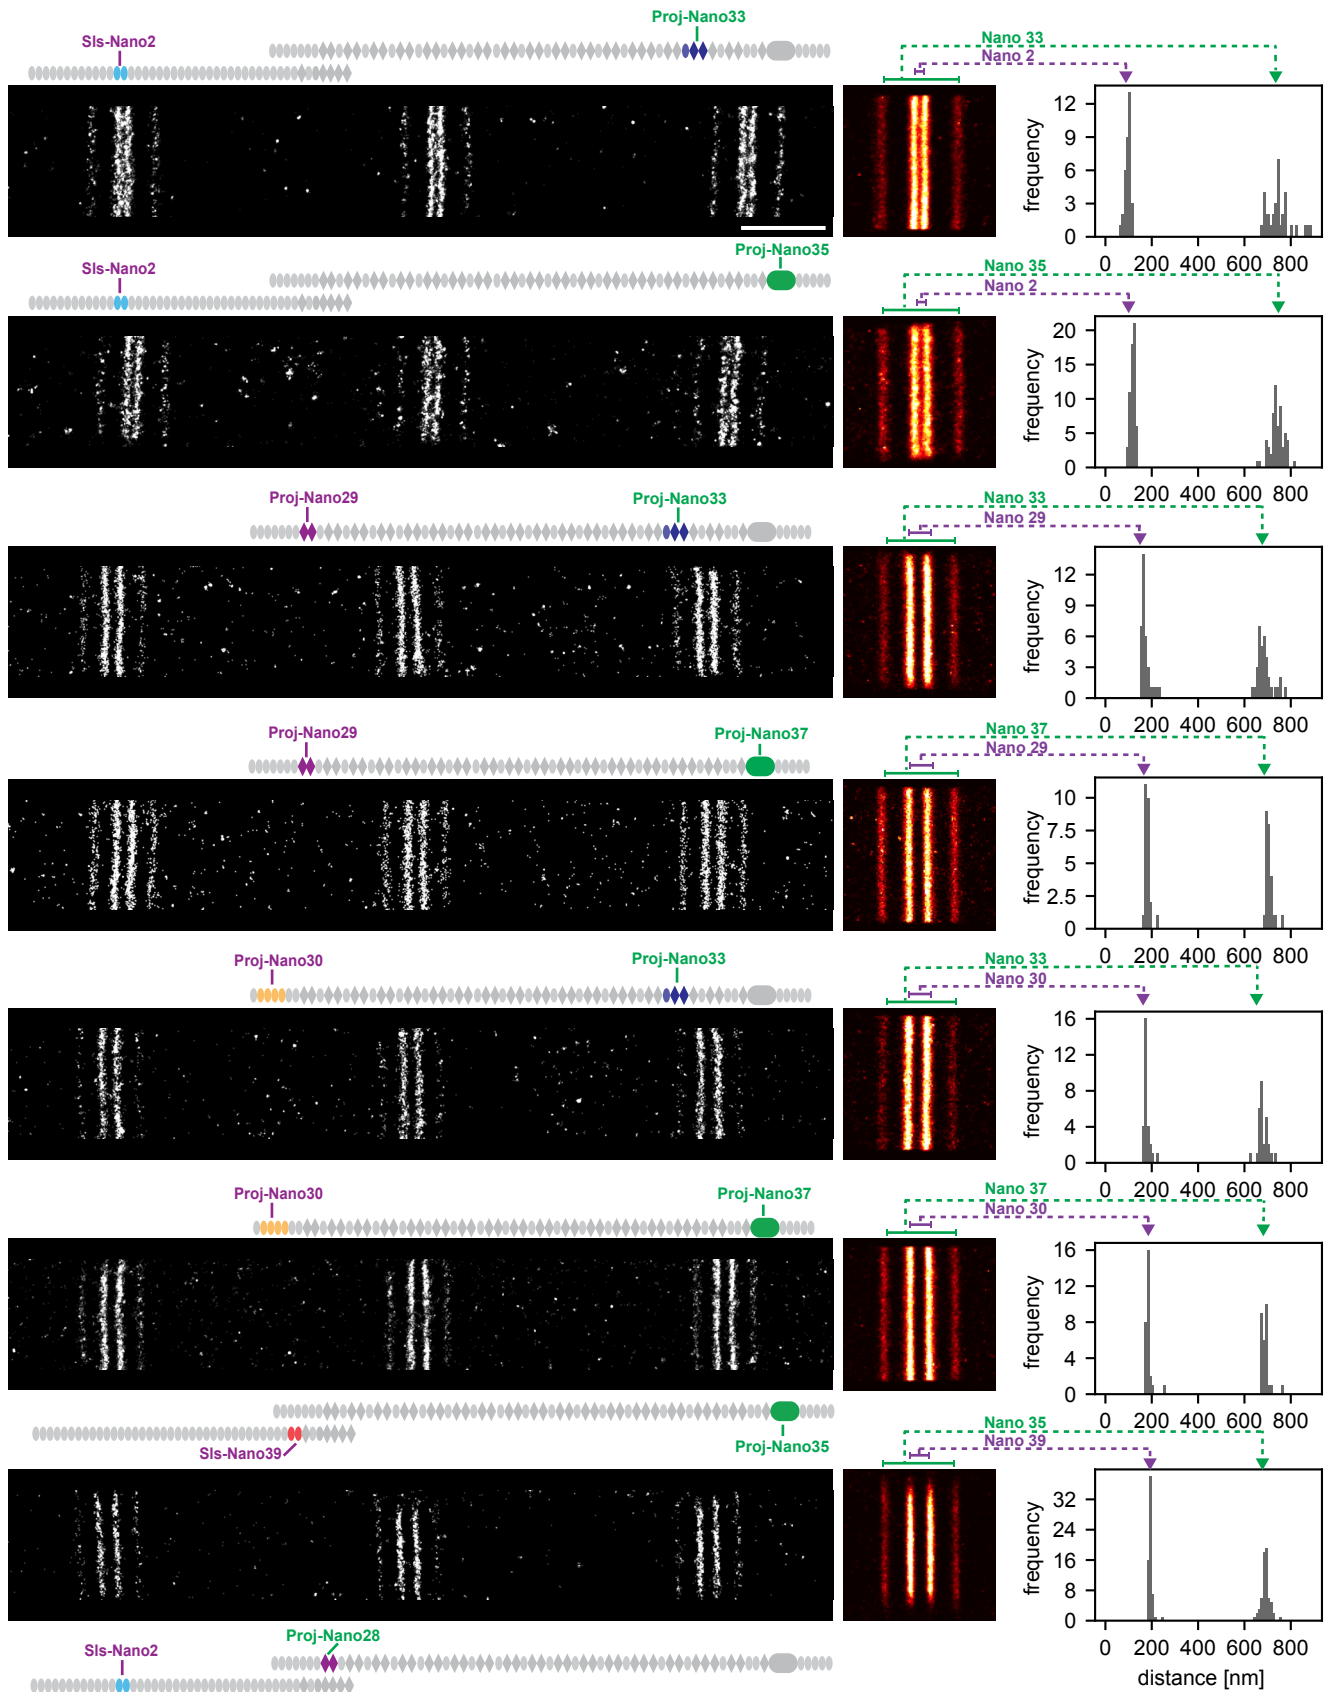 Sls-Nano2
Proj-Nano33
Nano 33
Nano 2
frequency
12
9
6
3
0
0 200 400 600 800
Sls-Nano2
Proj-Nano35
Nano 35
Nano 2
frequency
20
15
10
5
0
0 200 400 600 800
Proj-Nano29
Proj-Nano33
Nano 33
Nano 29
frequency
12
9
6
3
0
0 200 400 600 800
Proj-Nano29
Proj-Nano37
Nano 37
Nano 29
frequency
10
7.5
5
2.5
0
0 200 400 600 800
Proj-Nano30
Proj-Nano33
Nano 33
Nano 30
frequency
16
12
8
4
0
0 200 400 600 800
Proj-Nano30
Proj-Nano37
Nano 37
Nano 30
frequency
16
12
8
4
0
0 200 400 600 800
Sls-Nano39
Proj-Nano35
Nano 35
Nano 39
frequency
32
24
16
8
0
0 200 400 600 800
distance [nm]
Sls-Nano2
Proj-Nano28